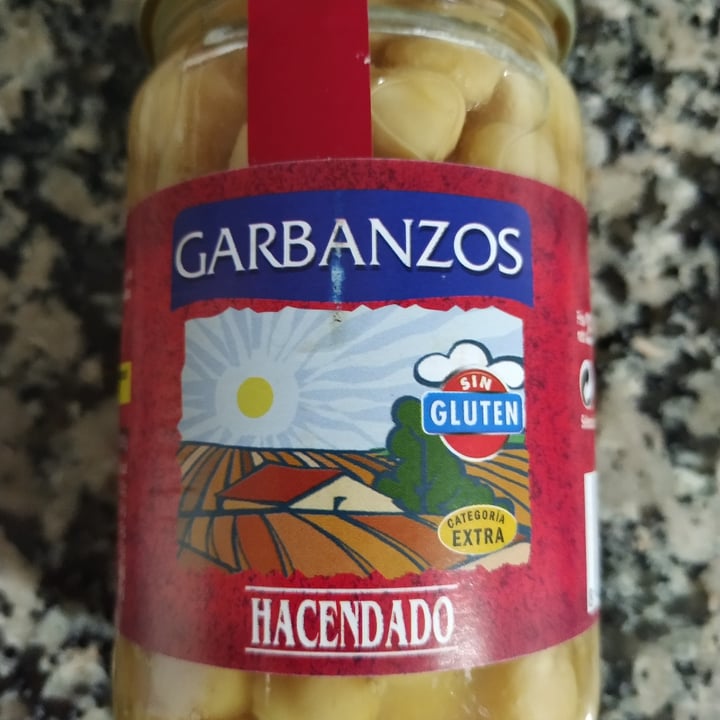 GARBANZOS
SIN
GLUTEN
CATEGORÍA
EXTRA
HACENDADO